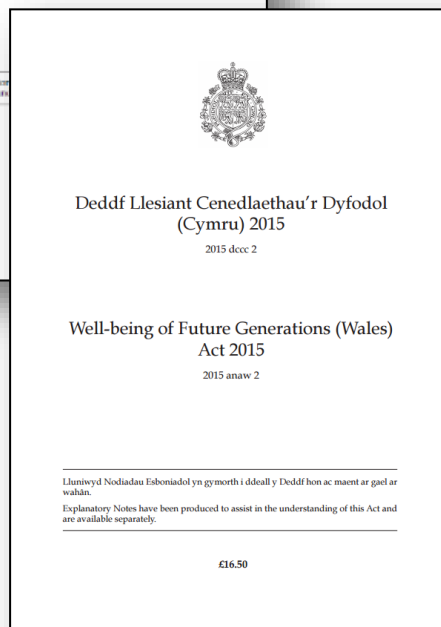 Deddf Llesiant Cenedlaethau'r Dyfodol
(Cymru) 2015
2015 dccc 2
Well-being of Future Generations (Wales)
Act 2015
2015 anaw 2
Lluniwyd Nodiadau Esboniadol yn gymorth i ddeall y Deddf hon ac maent ar gael ar
wahân.
Explanatory Notes have been produced to assist in the understanding of this Act and
are available separately.
£16.50